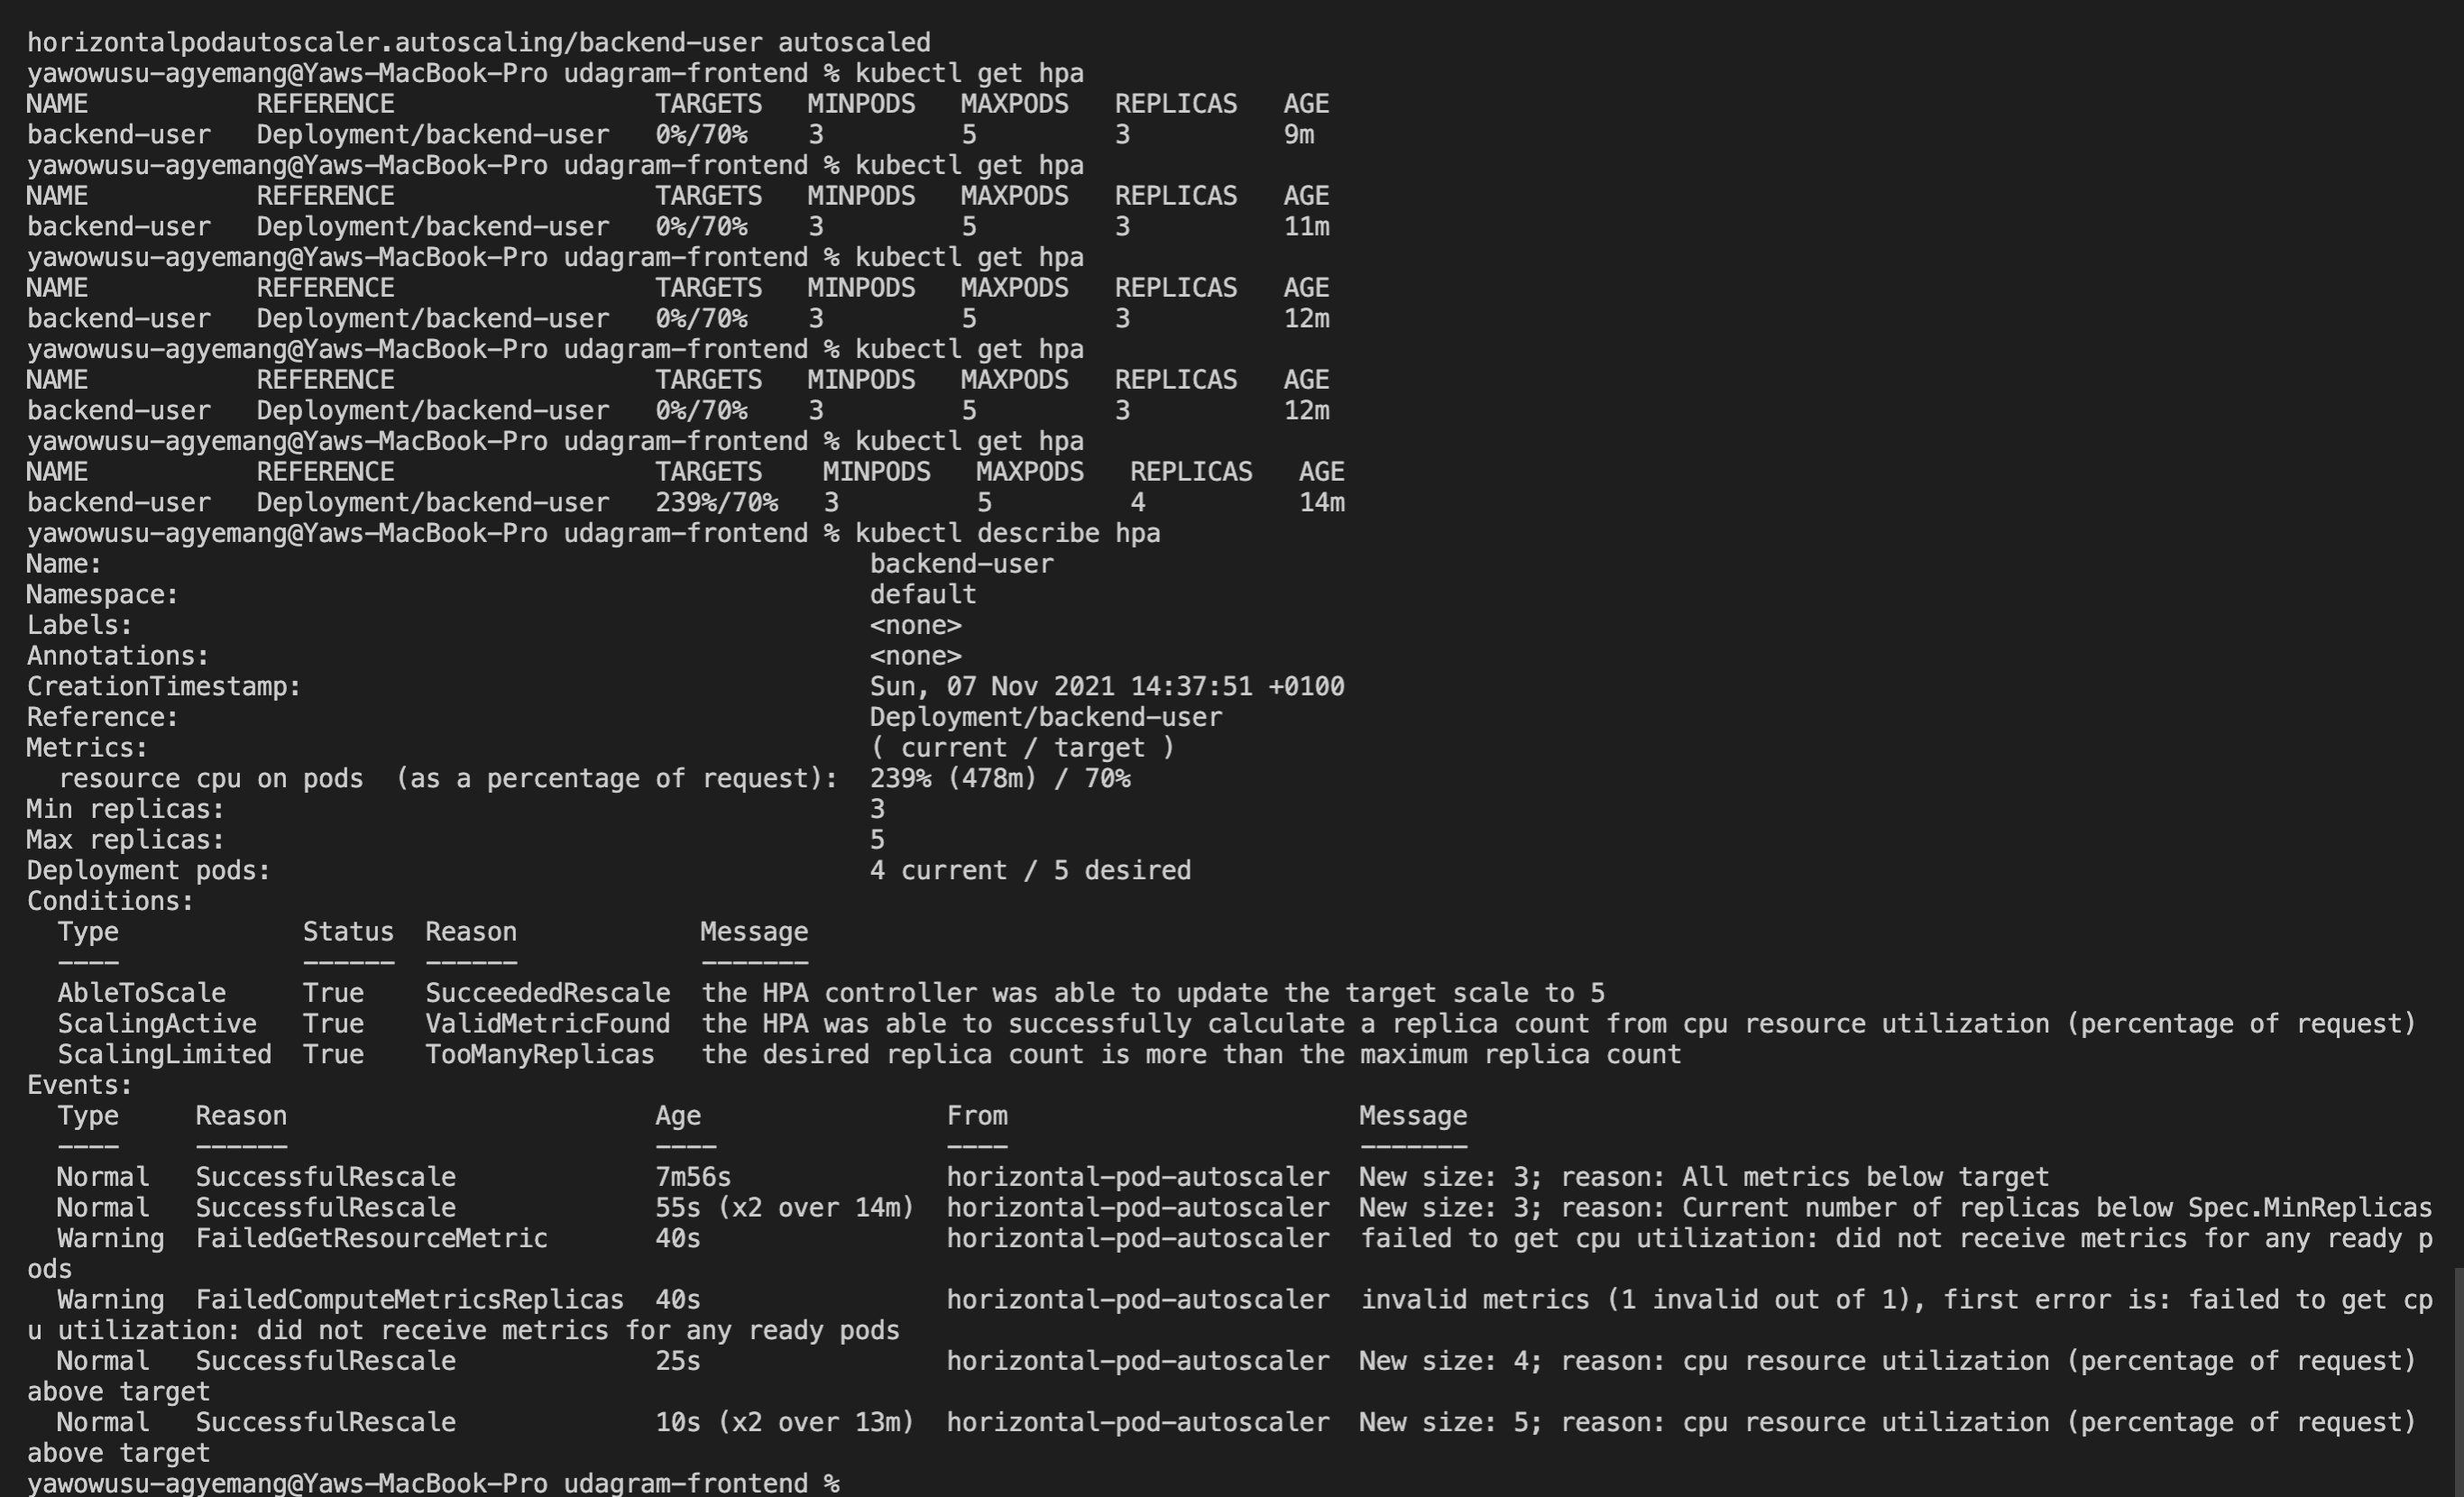 horizontalpodautoscaler.autoscaling/backend-user autoscaled
yawowusu-agyemang@Yaws-MacBook-Pro udagram-frontend % kubectl get hpa
NAME           REFERENCE                 TARGETS   MINPODS   MAXPODS   REPLICAS   AGE
backend-user   Deployment/backend-user   0%/70%    3         5         3          9m
yawowusu-agyemang@Yaws-MacBook-Pro udagram-frontend % kubectl get hpa
NAME           REFERENCE                 TARGETS   MINPODS   MAXPODS   REPLICAS   AGE
backend-user   Deployment/backend-user   0%/70%    3         5         3          11m
yawowusu-agyemang@Yaws-MacBook-Pro udagram-frontend % kubectl get hpa
NAME           REFERENCE                 TARGETS   MINPODS   MAXPODS   REPLICAS   AGE
backend-user   Deployment/backend-user   0%/70%    3         5         3          12m
yawowusu-agyemang@Yaws-MacBook-Pro udagram-frontend % kubectl get hpa
NAME           REFERENCE                 TARGETS   MINPODS   MAXPODS   REPLICAS   AGE
backend-user   Deployment/backend-user   0%/70%    3         5         3          12m
yawowusu-agyemang@Yaws-MacBook-Pro udagram-frontend % kubectl get hpa
NAME           REFERENCE                 TARGETS    MINPODS   MAXPODS   REPLICAS   AGE
backend-user   Deployment/backend-user   239%/70%   3         5         4          14m
yawowusu-agyemang@Yaws-MacBook-Pro udagram-frontend % kubectl describe hpa
Name:                                                  backend-user
Namespace:                                             default
Labels:                                                <none>
Annotations:                                           <none>
CreationTimestamp:                                     Sun, 07 Nov 2021 14:37:51 +0100
Reference:                                             Deployment/backend-user
Metrics:                                               ( current / target )
  resource cpu on pods  (as a percentage of request):  239% (478m) / 70%
Min replicas:                                          3
Max replicas:                                          5
Deployment pods:                                       4 current / 5 desired
Conditions:
  Type            Status  Reason            Message
  ----            ------  ------            -------
  AbleToScale     True    SucceededRescale  the HPA controller was able to update the target scale to 5
  ScalingActive   True    ValidMetricFound  the HPA was able to successfully calculate a replica count from cpu resource utilization (percentage of request)
  ScalingLimited  True    TooManyReplicas   the desired replica count is more than the maximum replica count
Events:
  Type     Reason                        Age                From                       Message
  ----     ------                        ----               ----                       -------
  Normal   SuccessfulRescale             7m56s              horizontal-pod-autoscaler  New size: 3; reason: All metrics below target
  Normal   SuccessfulRescale             55s (x2 over 14m)  horizontal-pod-autoscaler  New size: 3; reason: Current number of replicas below Spec.MinReplicas
  Warning  FailedGetResourceMetric       40s                horizontal-pod-autoscaler  failed to get cpu utilization: did not receive metrics for any ready p
ods
  Warning  FailedComputeMetricsReplicas  40s                horizontal-pod-autoscaler  invalid metrics (1 invalid out of 1), first error is: failed to get cp
u utilization: did not receive metrics for any ready pods
  Normal   SuccessfulRescale             25s                horizontal-pod-autoscaler  New size: 4; reason: cpu resource utilization (percentage of request)
above target
  Normal   SuccessfulRescale             10s (x2 over 13m)  horizontal-pod-autoscaler  New size: 5; reason: cpu resource utilization (percentage of request)
above target
yawowusu-agyemang@Yaws-MacBook-Pro udagram-frontend %